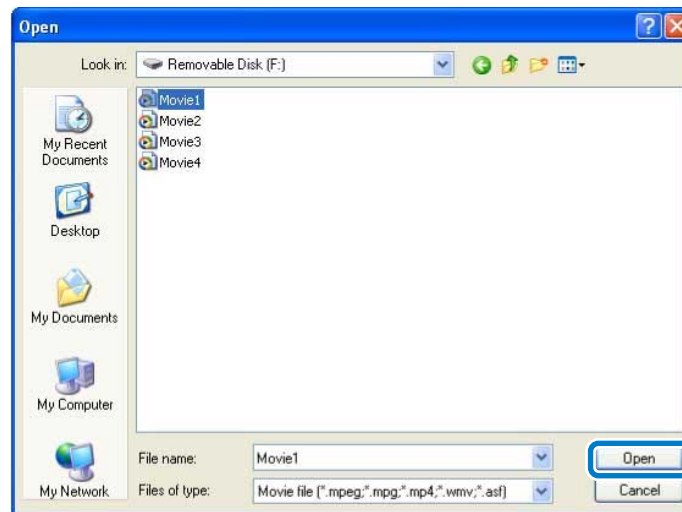 Open
Look in: Removable Disk (F:)
Movie1
Movie2
Movie3
Movie4
My Recent
Documents
Desktop
My Documents
My Computer
My Network
File name: Movie1
Open
Files of type: Movie file (*.mpeg;*.mpg;*.mp4;*.wmv;*.asf)
Cancel